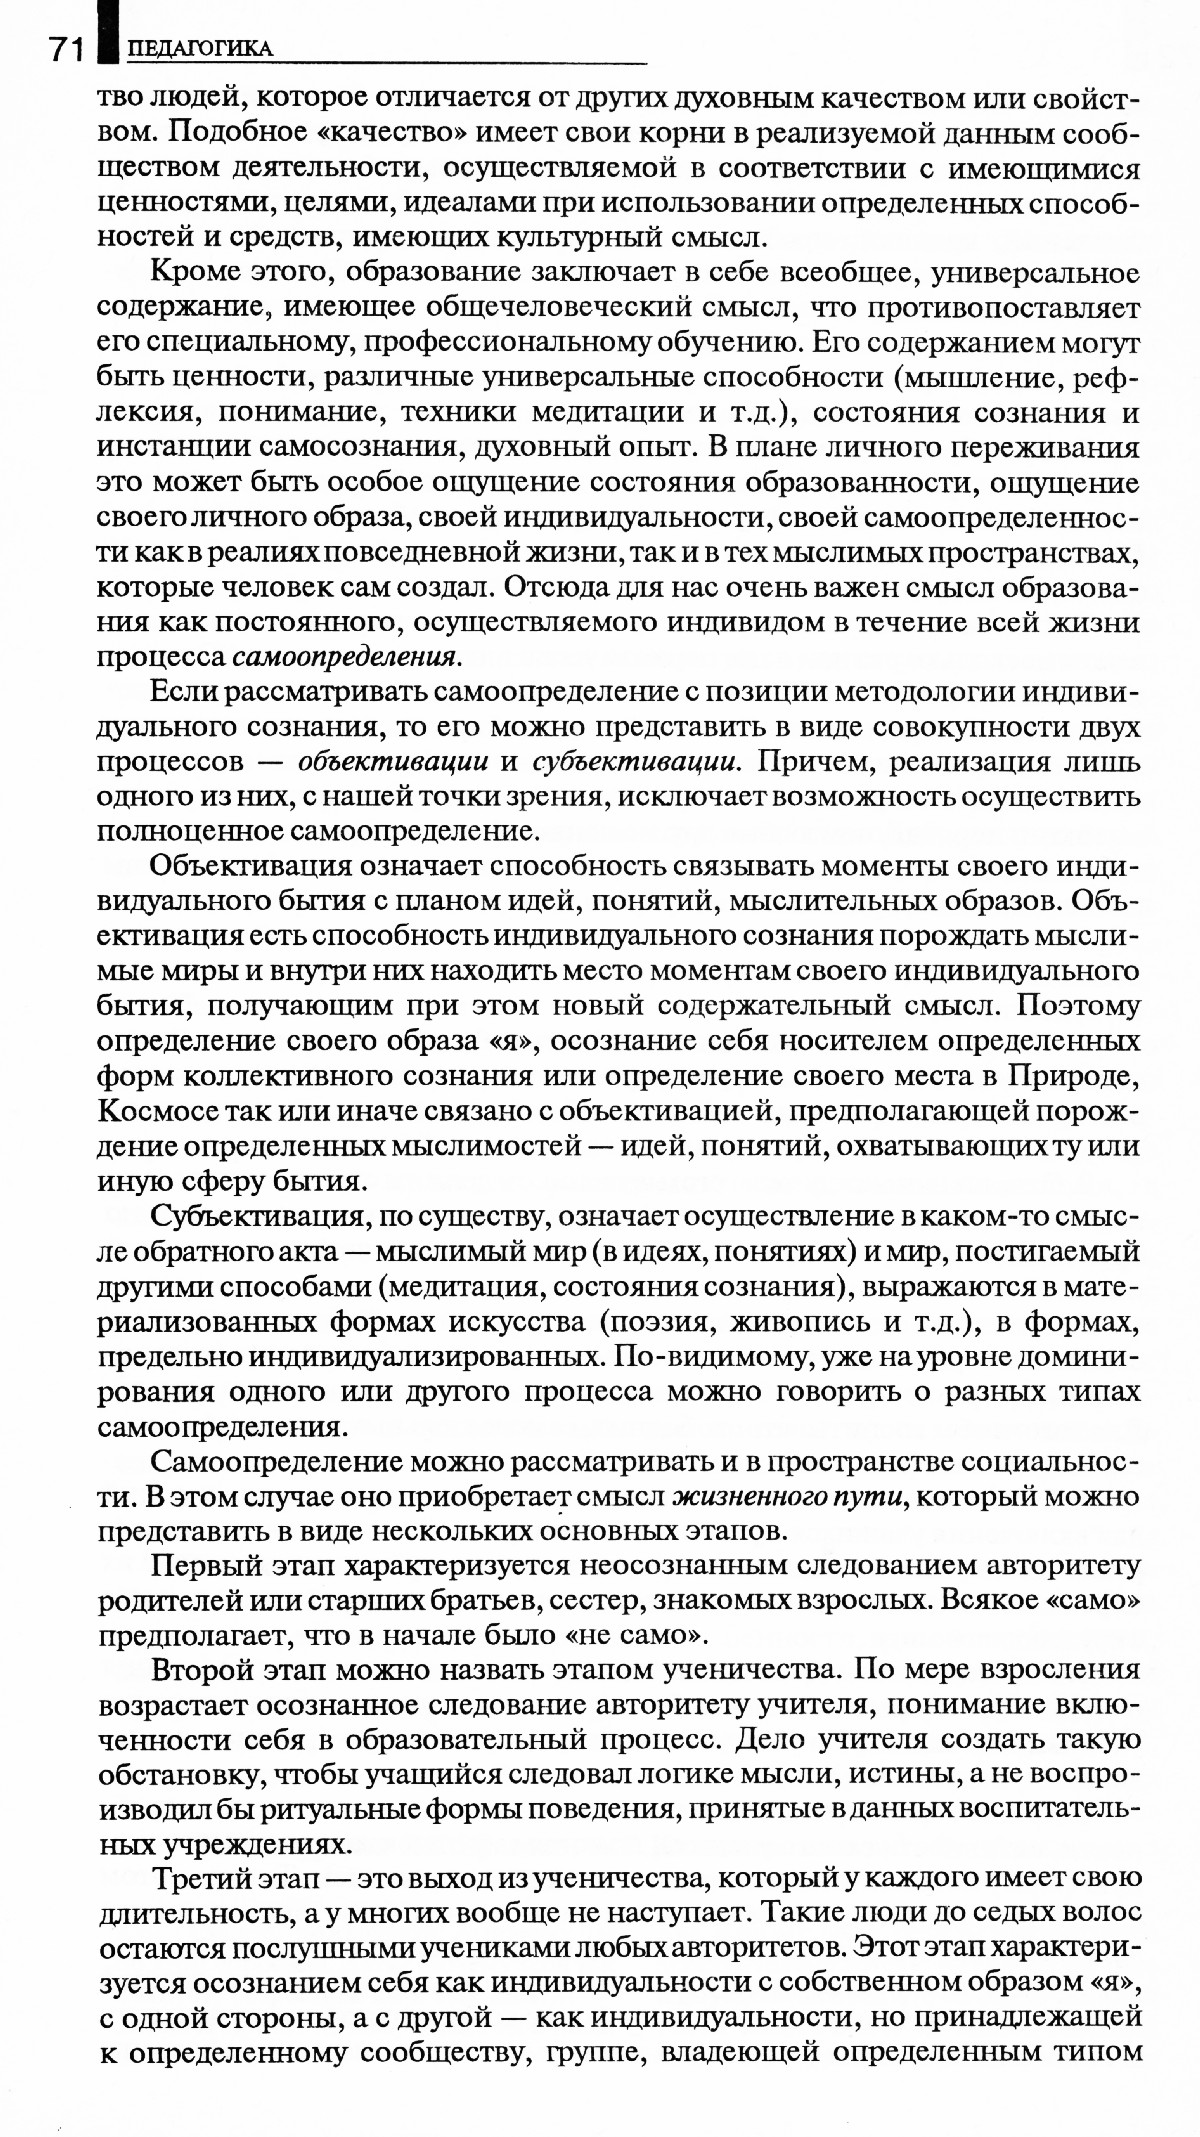 71 ПЕДАГОГИКА
тво людей, которое отличается от других духовным качеством или свойст-
вом. Подобное «качество» имеет свои корни в реализуемой данным сооб-
ществом деятельности, осуществляемой в соответствии с имеющимися
ценностями, целями, идеалами при использовании определенных способ-
ностей и средств, имеющих культурный смысл.
Кроме этого, образование заключает в себе всеобщее, универсальное
содержание, имеющее общечеловеческий смысл, что противопоставляет
его специальному, профессиональному обучению. Его содержанием могут
быть ценности, различные универсальные способности (мышление, реф-
лексия, понимание, техники медитации и т.д.), состояния сознания и
инстанции самосознания, духовный опыт. В плане личного переживания
это может быть особое ощущение состояния образованности, ощущение
своего личного образа, своей индивидуальности, своей самоопределеннос-
ти как в реалиях повседневной жизни, так и в тех мыслимых пространствах,
которые человек сам создал. Отсюда для нас очень важен смысл образова-
ния как постоянного, осуществляемого индивидом в течение всей жизни
процесса самоопределения.
Если рассматривать самоопределение с позиции методологии индиви-
дуального сознания, то его можно представить в виде совокупности двух
процессов — объективации и субъективации. Причем, реализация лишь
одного из них, с нашей точки зрения, исключает возможность осуществить
полноценное самоопределение.
Объективация означает способность связывать моменты своего инди-
видуального бытия с планом идей, понятий, мыслительных образов. Объ-
ективация есть способность индивидуального сознания порождать мысли-
мые миры и внутри них находить место моментам своего индивидуального
бытия, получающим при этом новый содержательный смысл. Поэтому
определение своего образа «я», осознание себя носителем определенных
форм коллективного сознания или определение своего места в Природе,
Космосе так или иначе связано с объективацией, предполагающей порож-
дение определенных мыслимостей — идей, понятий, охватывающих ту или
иную сферу бытия.
Субъективация, по существу, означает осуществление в каком-то смыс-
ле обратного акта — мыслимый мир (в идеях, понятиях) и мир, постигаемый
другими способами (медитация, состояния сознания), выражаются в мате-
риализованных формах искусства (поэзия, живопись и т.д.), в формах,
предельно индивидуализированных. По-видимому, уже на уровне домини-
рования одного или другого процесса можно говорить о разных типах
самоопределения.
Самоопределение можно рассматривать и в пространстве социальнос-
ти. В этом случае оно приобретает смысл жизненного пути, который можно
представить в виде нескольких основных этапов.
Первый этап характеризуется неосознанным следованием авторитету
родителей или старших братьев, сестер, знакомых взрослых. Всякое «само»
предполагает, что в начале было «не само».
Второй этап можно назвать этапом ученичества. По мере взросления
возрастает осознанное следование авторитету учителя, понимание вклю-
ченности себя в образовательный процесс. Дело учителя создать такую
обстановку, чтобы учащийся следовал логике мысли, истины, а не воспро-
изводил бы ритуальные формы поведения, принятые в данных воспитатель-
ных учреждениях.
Третий этап — это выход из ученичества, который у каждого имеет свою
длительность, а у многих вообще не наступает. Такие люди до седых волос
остаются послушными учениками любых авторитетов. Этот этап характери-
зуется осознанием себя как индивидуальности с собственном образом «я»,
с одной стороны, а с другой — как индивидуальности, но принадлежащей
к определенному сообществу, группе, владеющей определенным типом